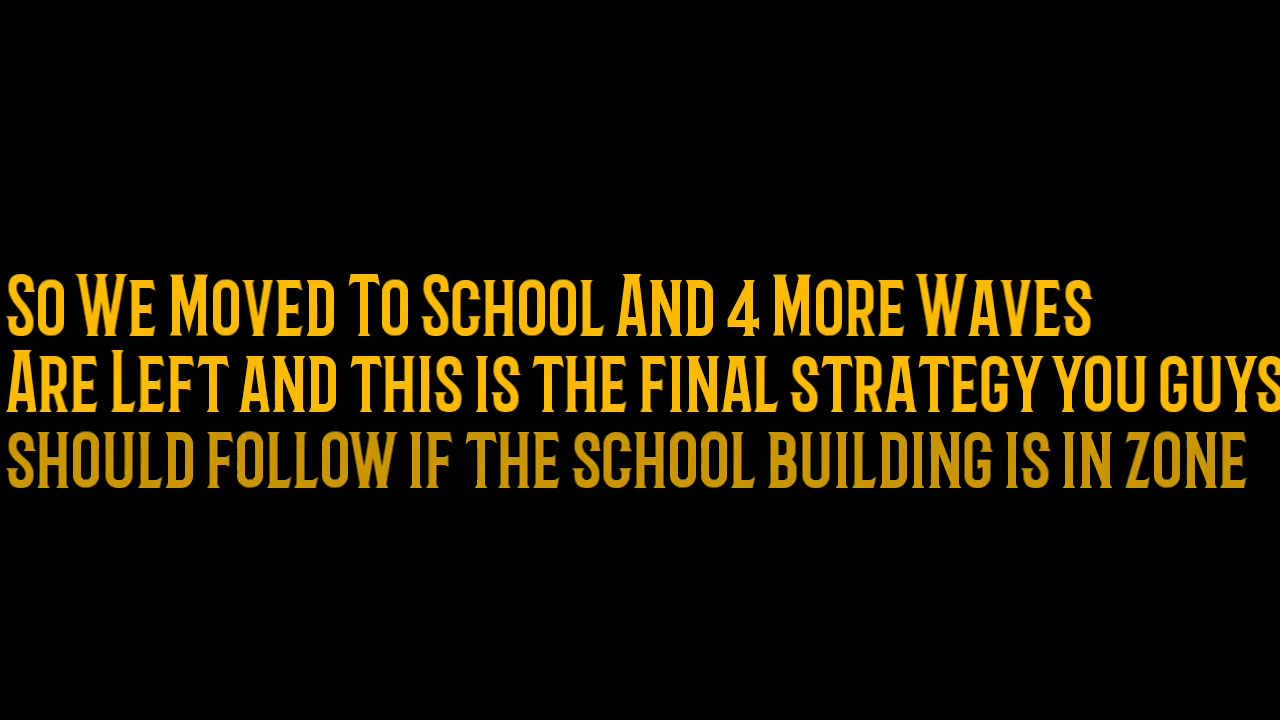 So We Moved To School And 4 More Waves
Are Left and this is the final strategy you guys
should follow if the school building is in zone